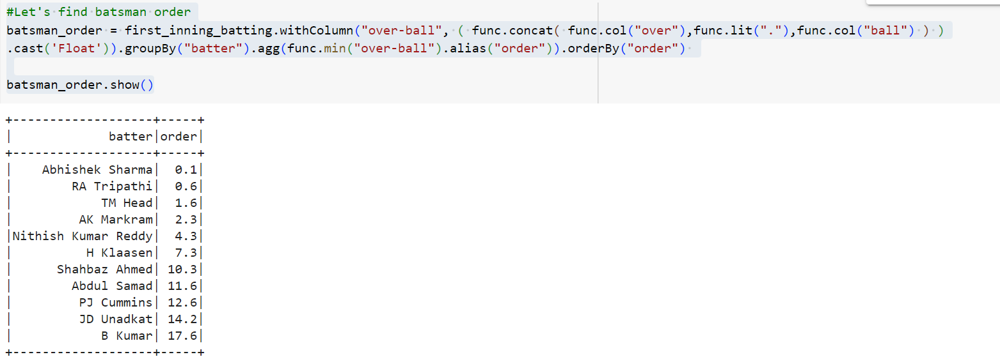 #Let's find batsman order
batsman_order = first_inning_batting.withColumn("over-ball", ( func.concat( func.col("over"),func.lit("."),func.col("ball") ) )
.cast('Float')).groupBy("batter").agg(func.min("over-ball").alias("order")).orderBy("order")
batsman_order.show()
+-------------------+-----+
|             batter|order|
+-------------------+-----+
|    Abhishek Sharma|  0.1|
|        RA Tripathi|  0.6|
|            TM Head|  1.6|
|         AK Markram|  2.3|
|Nithish Kumar Reddy|  4.3|
|          H Klaasen|  7.3|
|      Shahbaz Ahmed| 10.3|
|        Abdul Samad| 11.6|
|         PJ Cummins| 12.6|
|         JD Unadkat| 14.2|
|            B Kumar| 17.6|
+-------------------+-----+